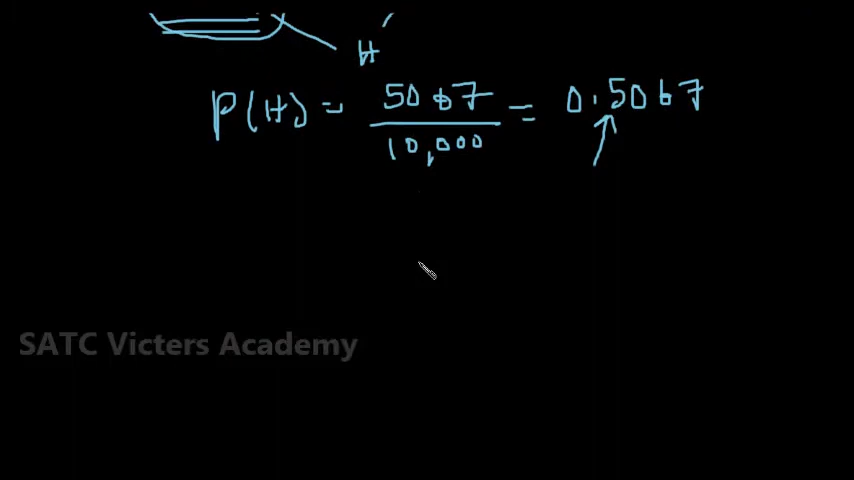 H
P(H) = 5067 / 10,000 = 0.5067
SATC Victers Academy